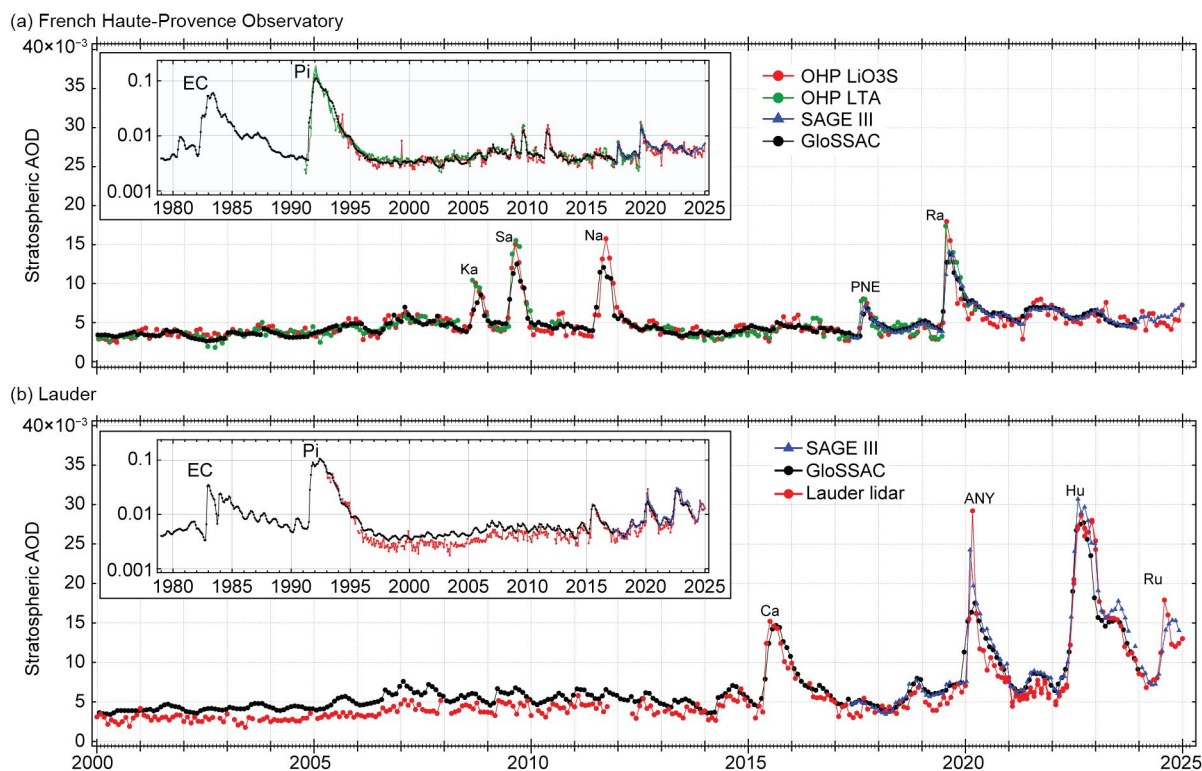 (a) French Haute-Provence Observatory
40×10⁻³
35
30
25
20
15
10
5
0
Stratospheric AOD
0.1
0.01
0.001
EC
Pi
1980 1985 1990 1995 2000 2005 2010 2015 2020 2025
OHP LiO3S
OHP LTA
SAGE III
GloSSAC
Ka
Sa
Na
PNE
Ra
(b) Lauder
40×10⁻³
35
30
25
20
15
10
5
0
Stratospheric AOD
0.1
0.01
0.001
EC
Pi
1980 1985 1990 1995 2000 2005 2010 2015 2020 2025
SAGE III
GloSSAC
Lauder lidar
Ca
ANY
Hu
Ru
2000 2005 2010 2015 2020 2025